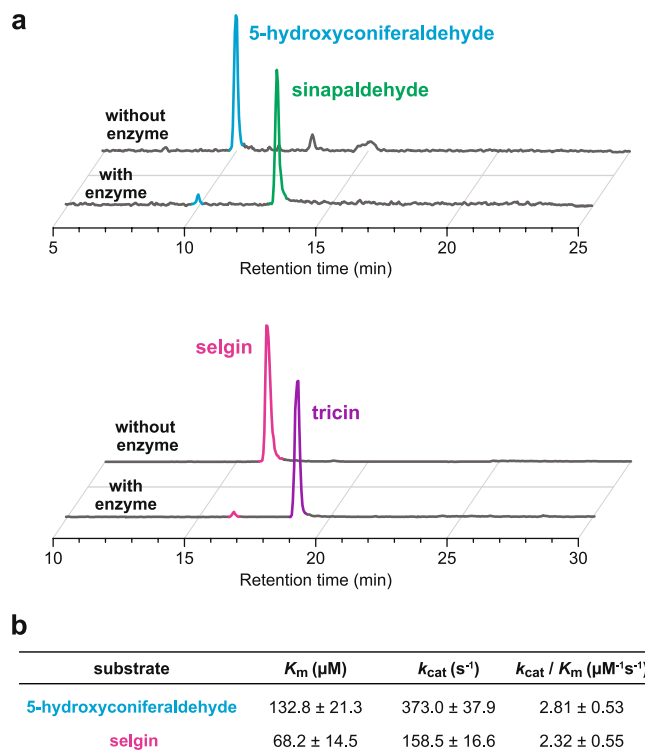 a
5-hydroxyconiferaldehyde
sinapaldehyde
without
enzyme
with
enzyme
5 10 15 20 25
Retention time (min)
selgin
tricin
without
enzyme
with
enzyme
10 15 20 25 30
Retention time (min)
b
substrate Km (µM) kcat (s⁻¹) kcat / Km (µM⁻¹s⁻¹)
5-hydroxyconiferaldehyde 132.8 ± 21.3 373.0 ± 37.9 2.81 ± 0.53
selgin 68.2 ± 14.5 158.5 ± 16.6 2.32 ± 0.55